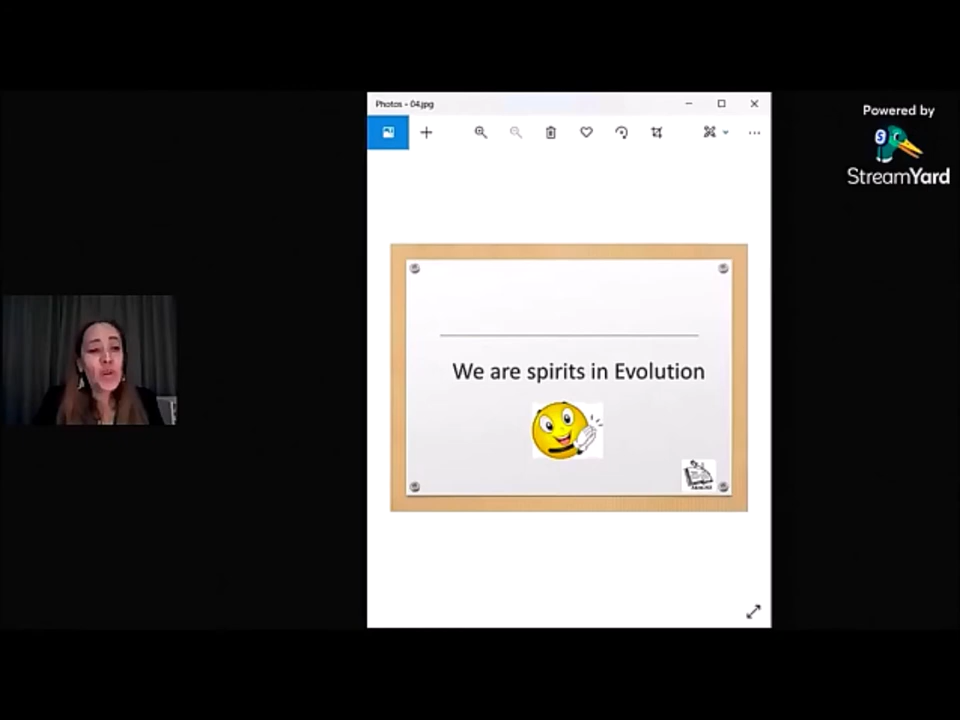 Photos - 04.jpg
Powered by
StreamYard
We are spirits in Evolution